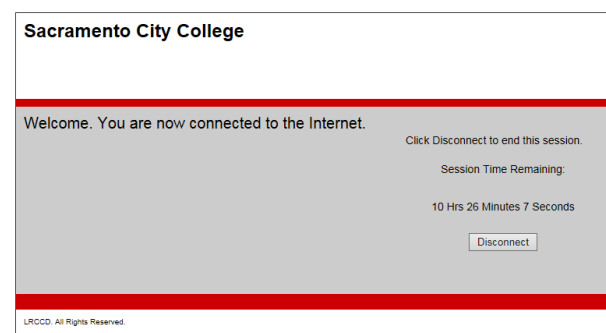 Sacramento City College
Welcome. You are now connected to the Internet.
Click Disconnect to end this session.
Session Time Remaining:
10 Hrs 26 Minutes 7 Seconds
Disconnect
LRCCD. All Rights Reserved.